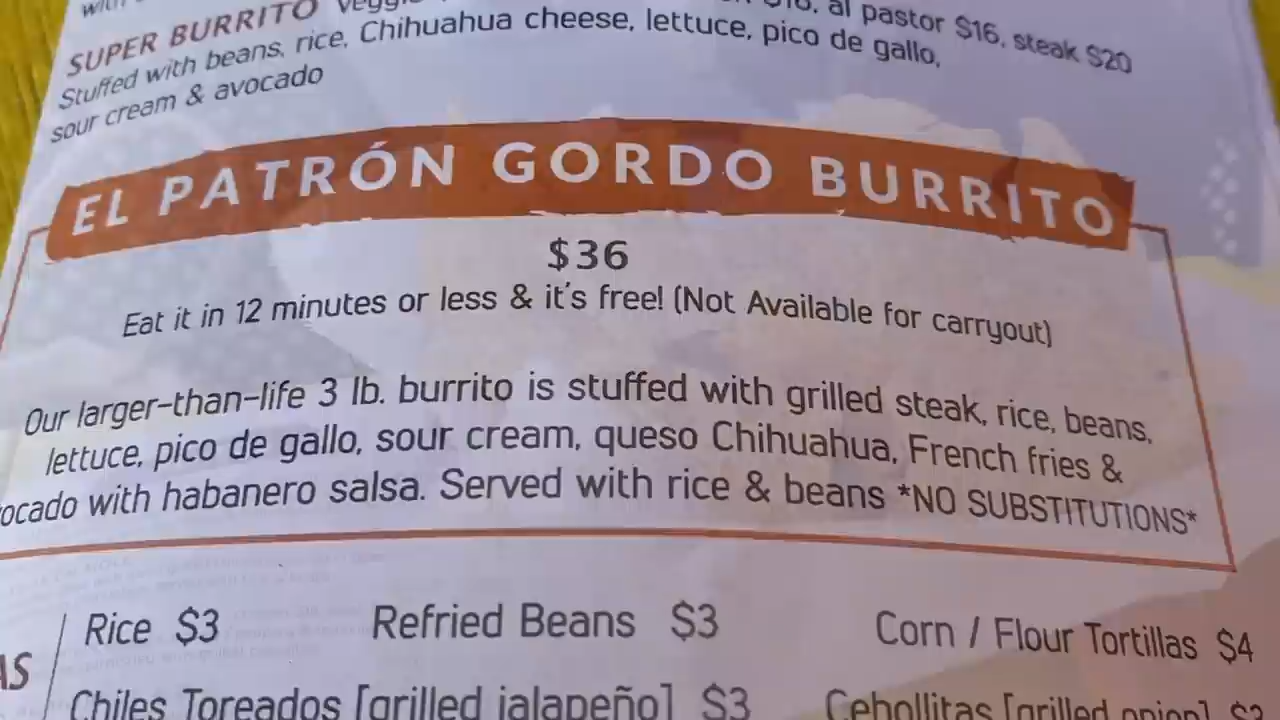 SUPER BURRITO al pastor $16, steak $20
Stuffed with beans, rice, Chihuahua cheese, lettuce, pico de gallo,
sour cream & avocado
EL PATRÓN GORDO BURRITO
$36
Eat it in 12 minutes or less & it's free! (Not Available for carryout)
Our larger-than-life 3 lb. burrito is stuffed with grilled steak, rice, beans,
lettuce, pico de gallo, sour cream, queso Chihuahua, French fries &
ocado with habanero salsa. Served with rice & beans *NO SUBSTITUTIONS*
Rice $3 Refried Beans $3 Corn / Flour Tortillas $4
AS
Chiles Toreados [grilled jalapeño] $3 Cebollitas [grilled onion]